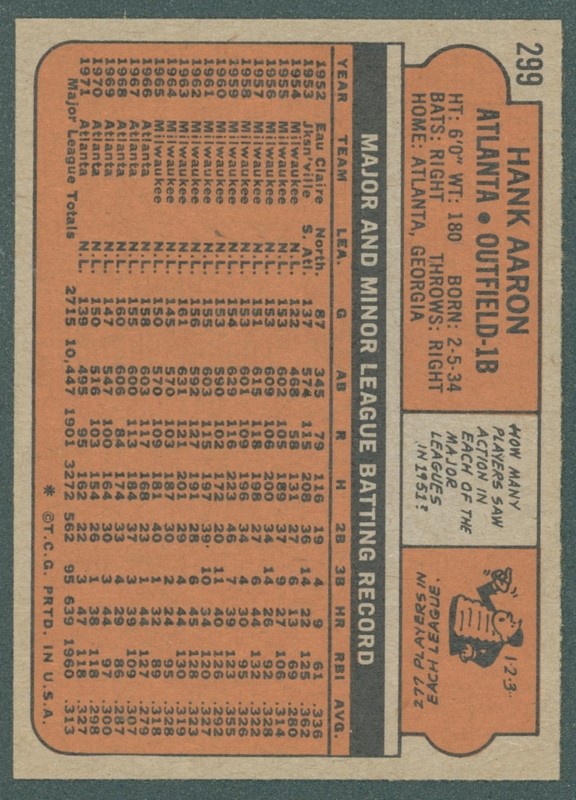 299
HANK AARON
ATLANTA • OUTFIELD-1B
HT: 6'0" WT: 180 BORN: 2-5-34
BATS: RIGHT THROWS: RIGHT
HOME: ATLANTA, GEORGIA
HOW MANY
PLAYERS SAW
ACTION IN
EACH OF THE
MAJOR
LEAGUES
IN 1951?
1-2-3-
277 PLAYERS IN
EACH LEAGUE.
MAJOR AND MINOR LEAGUE BATTING RECORD
YEAR TEAM LEA. G AB R H 2B 3B HR RBI AVG.
1952 Eau Claire North. 87 345 79 116 19 4 9 61 .336
1953 Jksn'ville S. Atl. 137 574 115 208 36 14 22 125 .362
1954 Milwaukee N.L. 122 468 58 131 27 6 13 69 .280
1955 Milwaukee N.L. 153 602 105 189 37 9 27 106 .314
1956 Milwaukee N.L. 153 609 106 200 34 14 26 92 .328
1957 Milwaukee N.L. 151 615 118 198 27 6 44 132 .322
1958 Milwaukee N.L. 153 601 109 196 34 4 30 95 .326
1959 Milwaukee N.L. 154 629 116 223 46 7 39 123 .355
1960 Milwaukee N.L. 153 590 102 172 20 11 40 126 .292
1961 Milwaukee N.L. 155 603 115 197 39 10 34 120 .327
1962 Milwaukee N.L. 156 592 127 191 28 6 45 128 .323
1963 Milwaukee N.L. 161 631 121 201 29 4 44 130 .319
1964 Milwaukee N.L. 145 570 103 187 30 2 24 95 .328
1965 Milwaukee N.L. 150 570 109 181 40 1 32 89 .318
1966 Atlanta N.L. 158 603 117 168 23 1 44 127 .279
1967 Atlanta N.L. 155 600 113 184 37 3 39 109 .307
1968 Atlanta N.L. 160 606 84 174 33 4 29 86 .287
1969 Atlanta N.L. 147 547 100 164 30 3 44 97 .300
1970 Atlanta N.L. 150 516 103 154 26 1 38 118 .298
1971 Atlanta N.L. 139 495 95 162 22 3 47 118 .327
Major League Totals 2715 10,447 1901 3272 562 95 639 1960 .313
* ©T.C.G. PRTD. IN U.S.A.